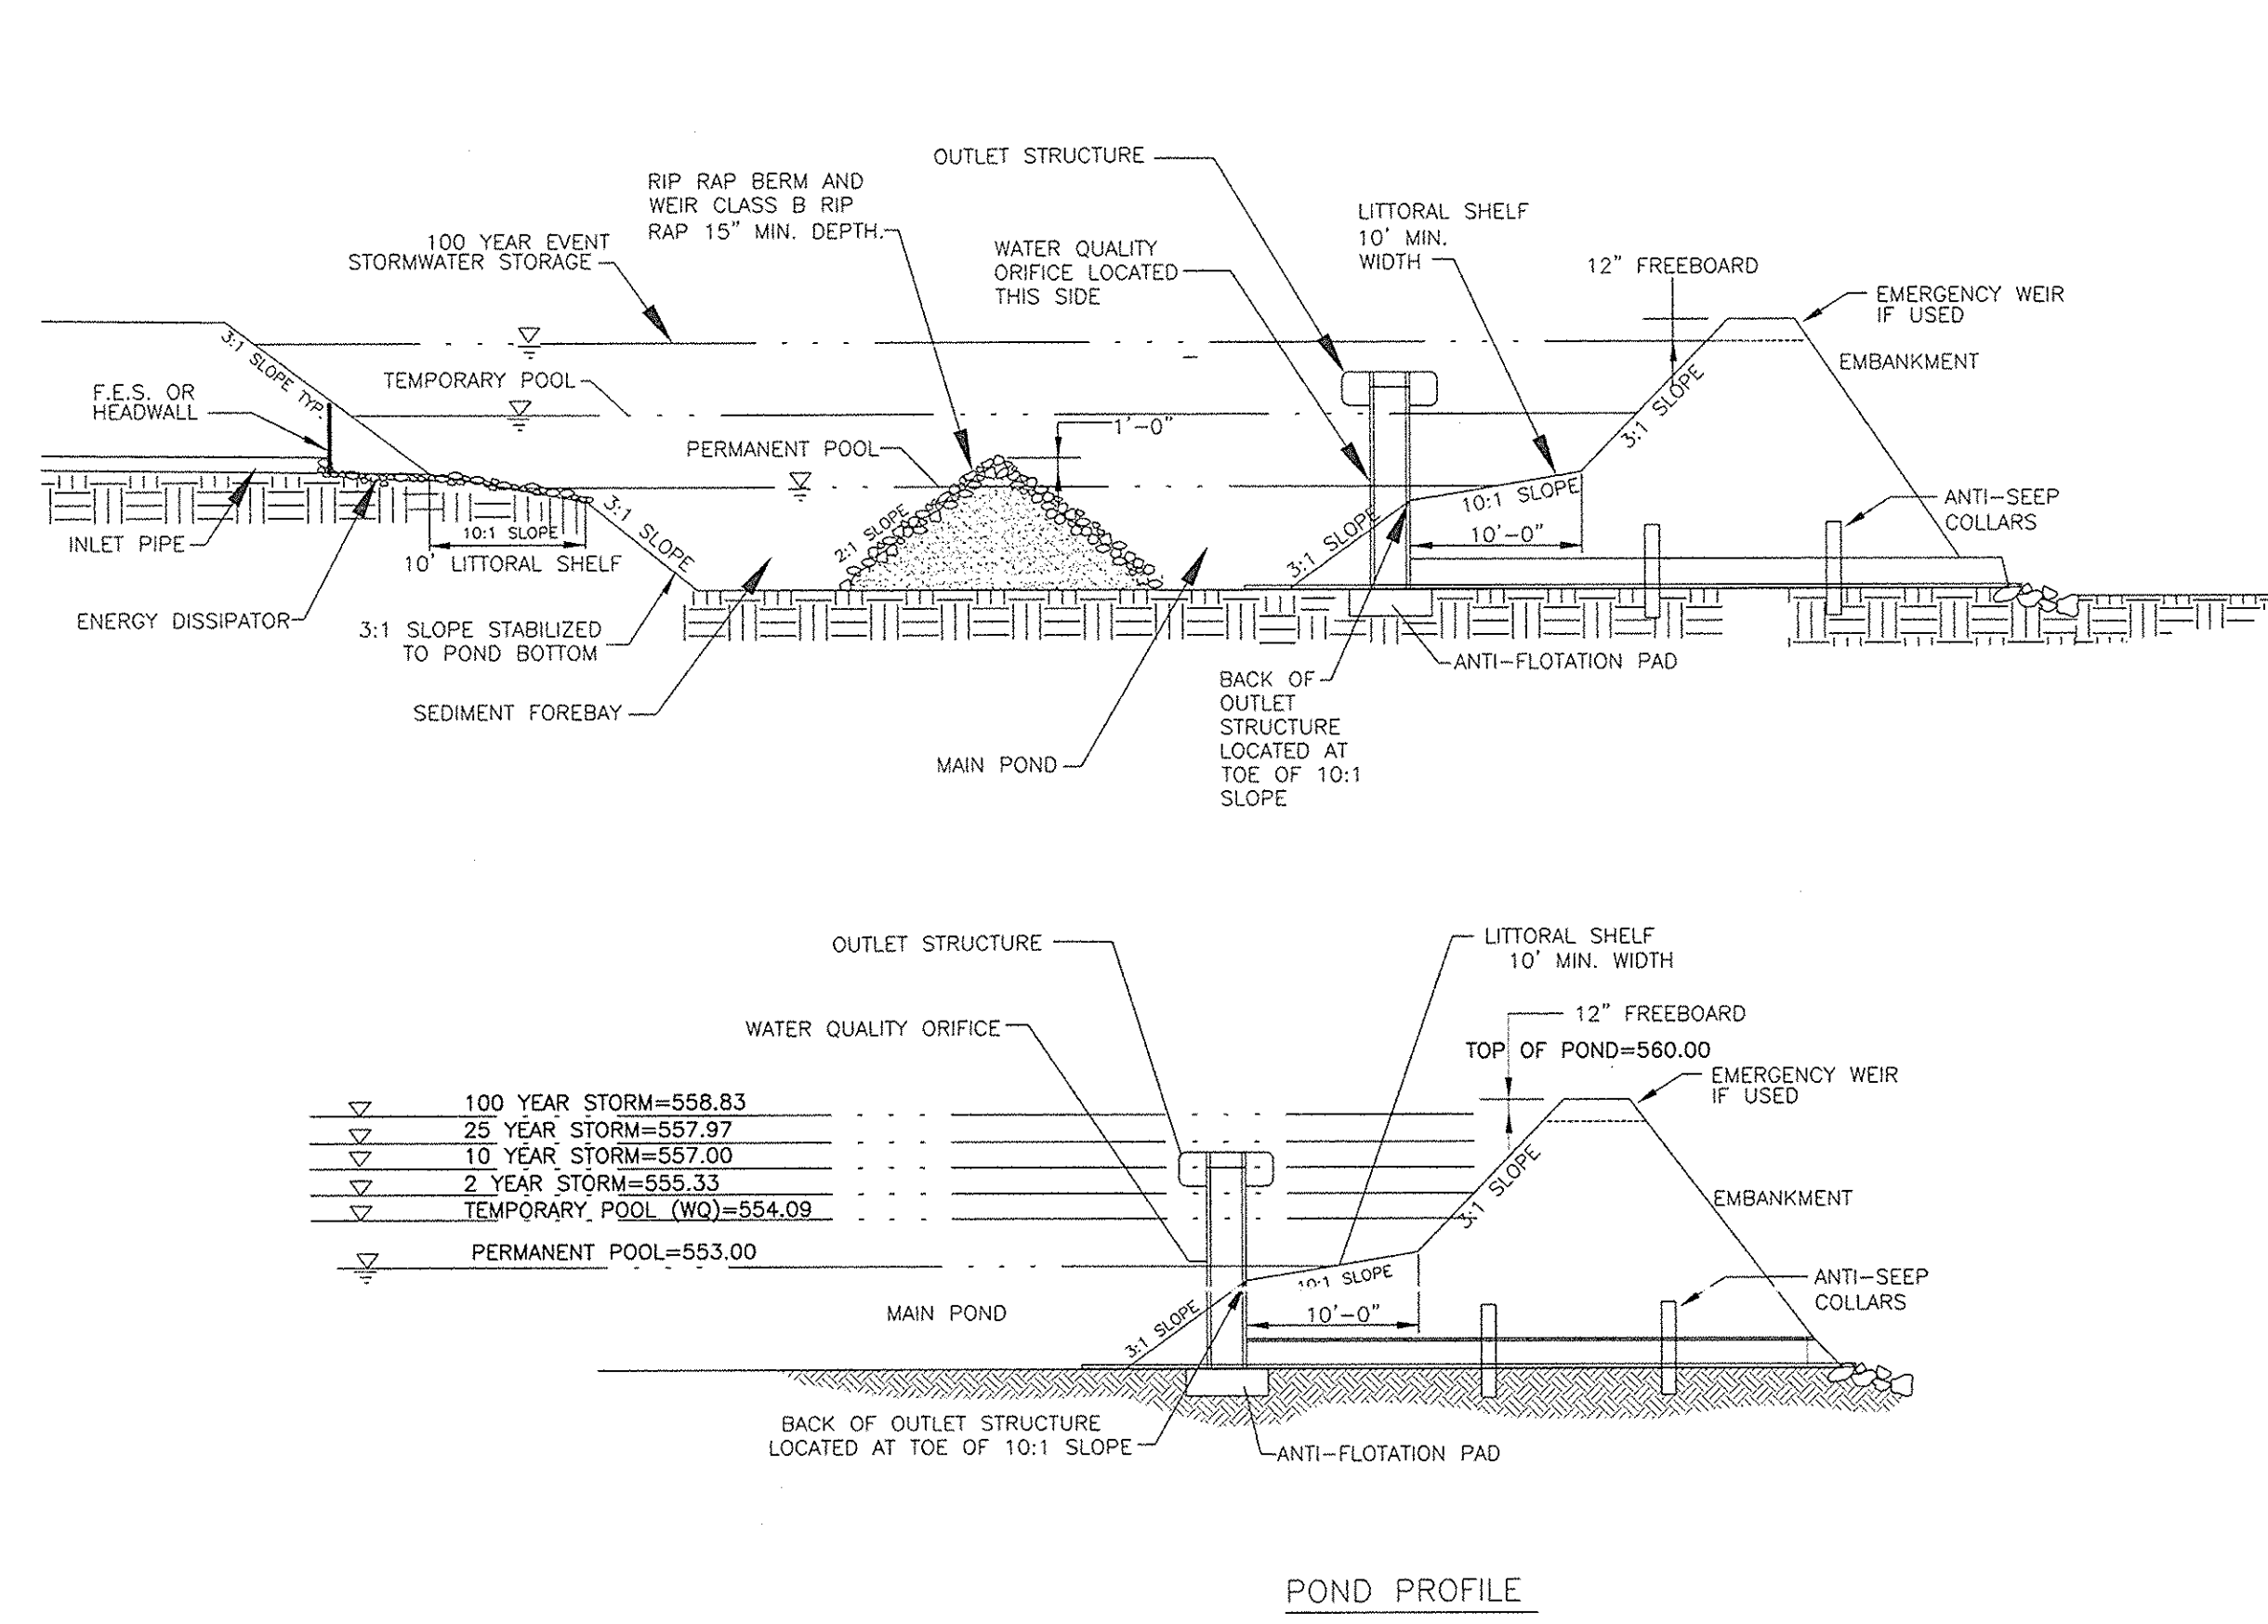 OUTLET STRUCTURE
RIP RAP BERM AND
WEIR CLASS B RIP
RAP 15" MIN. DEPTH.
LITTORAL SHELF
10' MIN.
WIDTH
100 YEAR EVENT
STORMWATER STORAGE
WATER QUALITY
ORIFICE LOCATED
THIS SIDE
12" FREEBOARD
EMERGENCY WEIR
IF USED
3:1 SLOPE TYP.
TEMPORARY POOL
EMBANKMENT
F.E.S. OR
HEADWALL
3:1 SLOPE
1'-0"
PERMANENT POOL
10:1 SLOPE
ANTI-SEEP
COLLARS
3:1 SLOPE
2:1 SLOPE
3:1 SLOPE
10'-0"
INLET PIPE
10:1 SLOPE
10' LITTORAL SHELF
ENERGY DISSIPATOR
3:1 SLOPE STABILIZED
TO POND BOTTOM
ANTI-FLOTATION PAD
BACK OF
OUTLET
STRUCTURE
LOCATED AT
TOE OF 10:1
SLOPE
SEDIMENT FOREBAY
MAIN POND
OUTLET STRUCTURE
LITTORAL SHELF
10' MIN. WIDTH
WATER QUALITY ORIFICE
12" FREEBOARD
TOP OF POND=560.00
EMERGENCY WEIR
IF USED
100 YEAR STORM=558.83
25 YEAR STORM=557.97
10 YEAR STORM=557.00
2 YEAR STORM=555.33
TEMPORARY POOL (WQ)=554.09
3:1 SLOPE
EMBANKMENT
PERMANENT POOL=553.00
10:1 SLOPE
ANTI-SEEP
COLLARS
MAIN POND
3:1 SLOPE
10'-0"
BACK OF OUTLET STRUCTURE
LOCATED AT TOE OF 10:1 SLOPE
ANTI-FLOTATION PAD
POND PROFILE